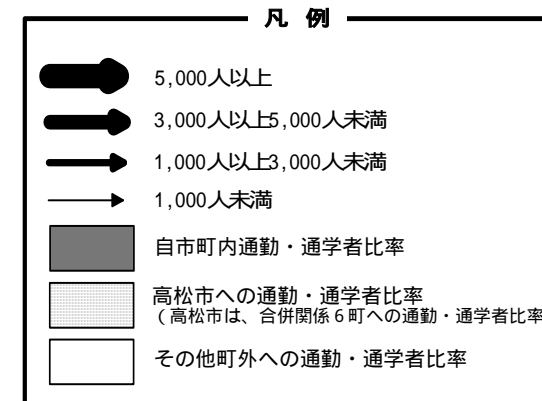 凡 例
5,000人以上
3,000人以上5,000人未満
1,000人以上3,000人未満
1,000人未満
自市町内通勤・通学者比率
高松市への通勤・通学者比率
(高松市は、合併関係6町への通勤・通学者比率
その他町外への通勤・通学者比率